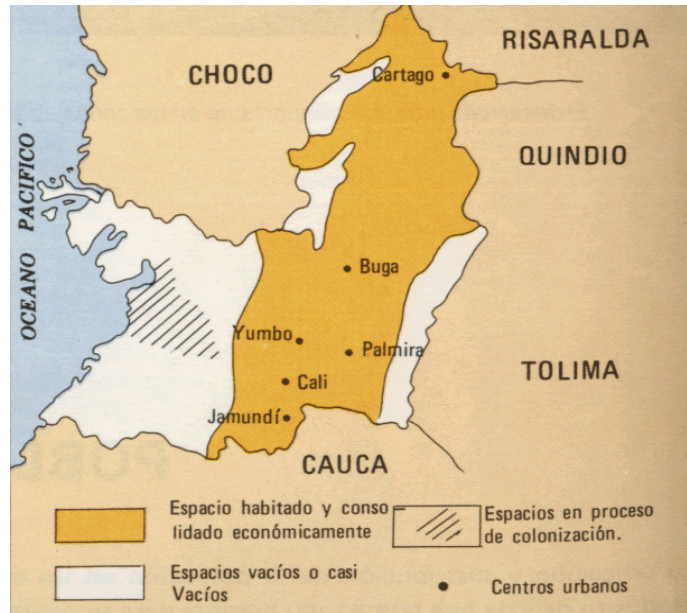 RISARALDA
CHOCO
Cartago
QUINDIO
OCEANO PACIFICO
Buga
Yumbo
Palmira
TOLIMA
Cali
Jamundí
CAUCA
Espacio habitado y conso
lidado económicamente
Espacios en proceso
de colonización.
Espacios vacíos o casi
Vacíos
Centros urbanos